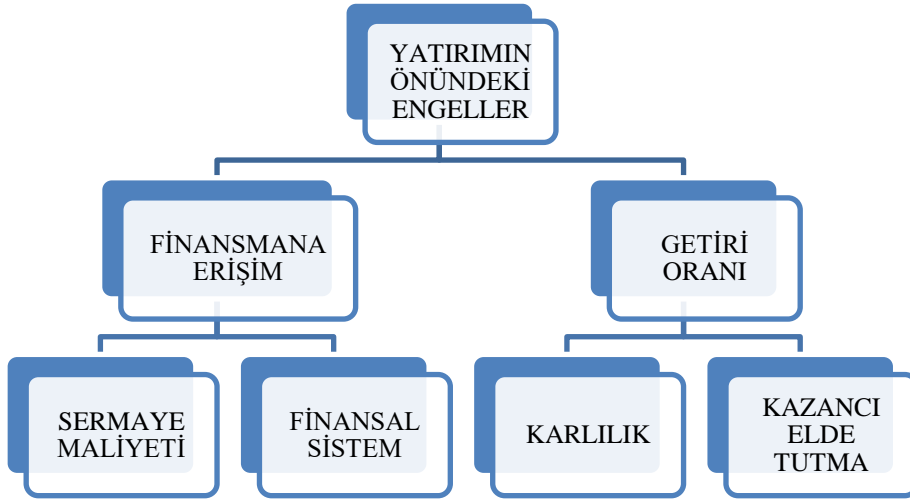 YATIRIMIN
ÖNÜNDEKİ
ENGELLER
FİNANSMANA
ERİŞİM
GETİRİ
ORANI
SERMAYE
MALİYETİ
FİNANSAL
SİSTEM
KARLILIK
KAZANCI
ELDE
TUTMA